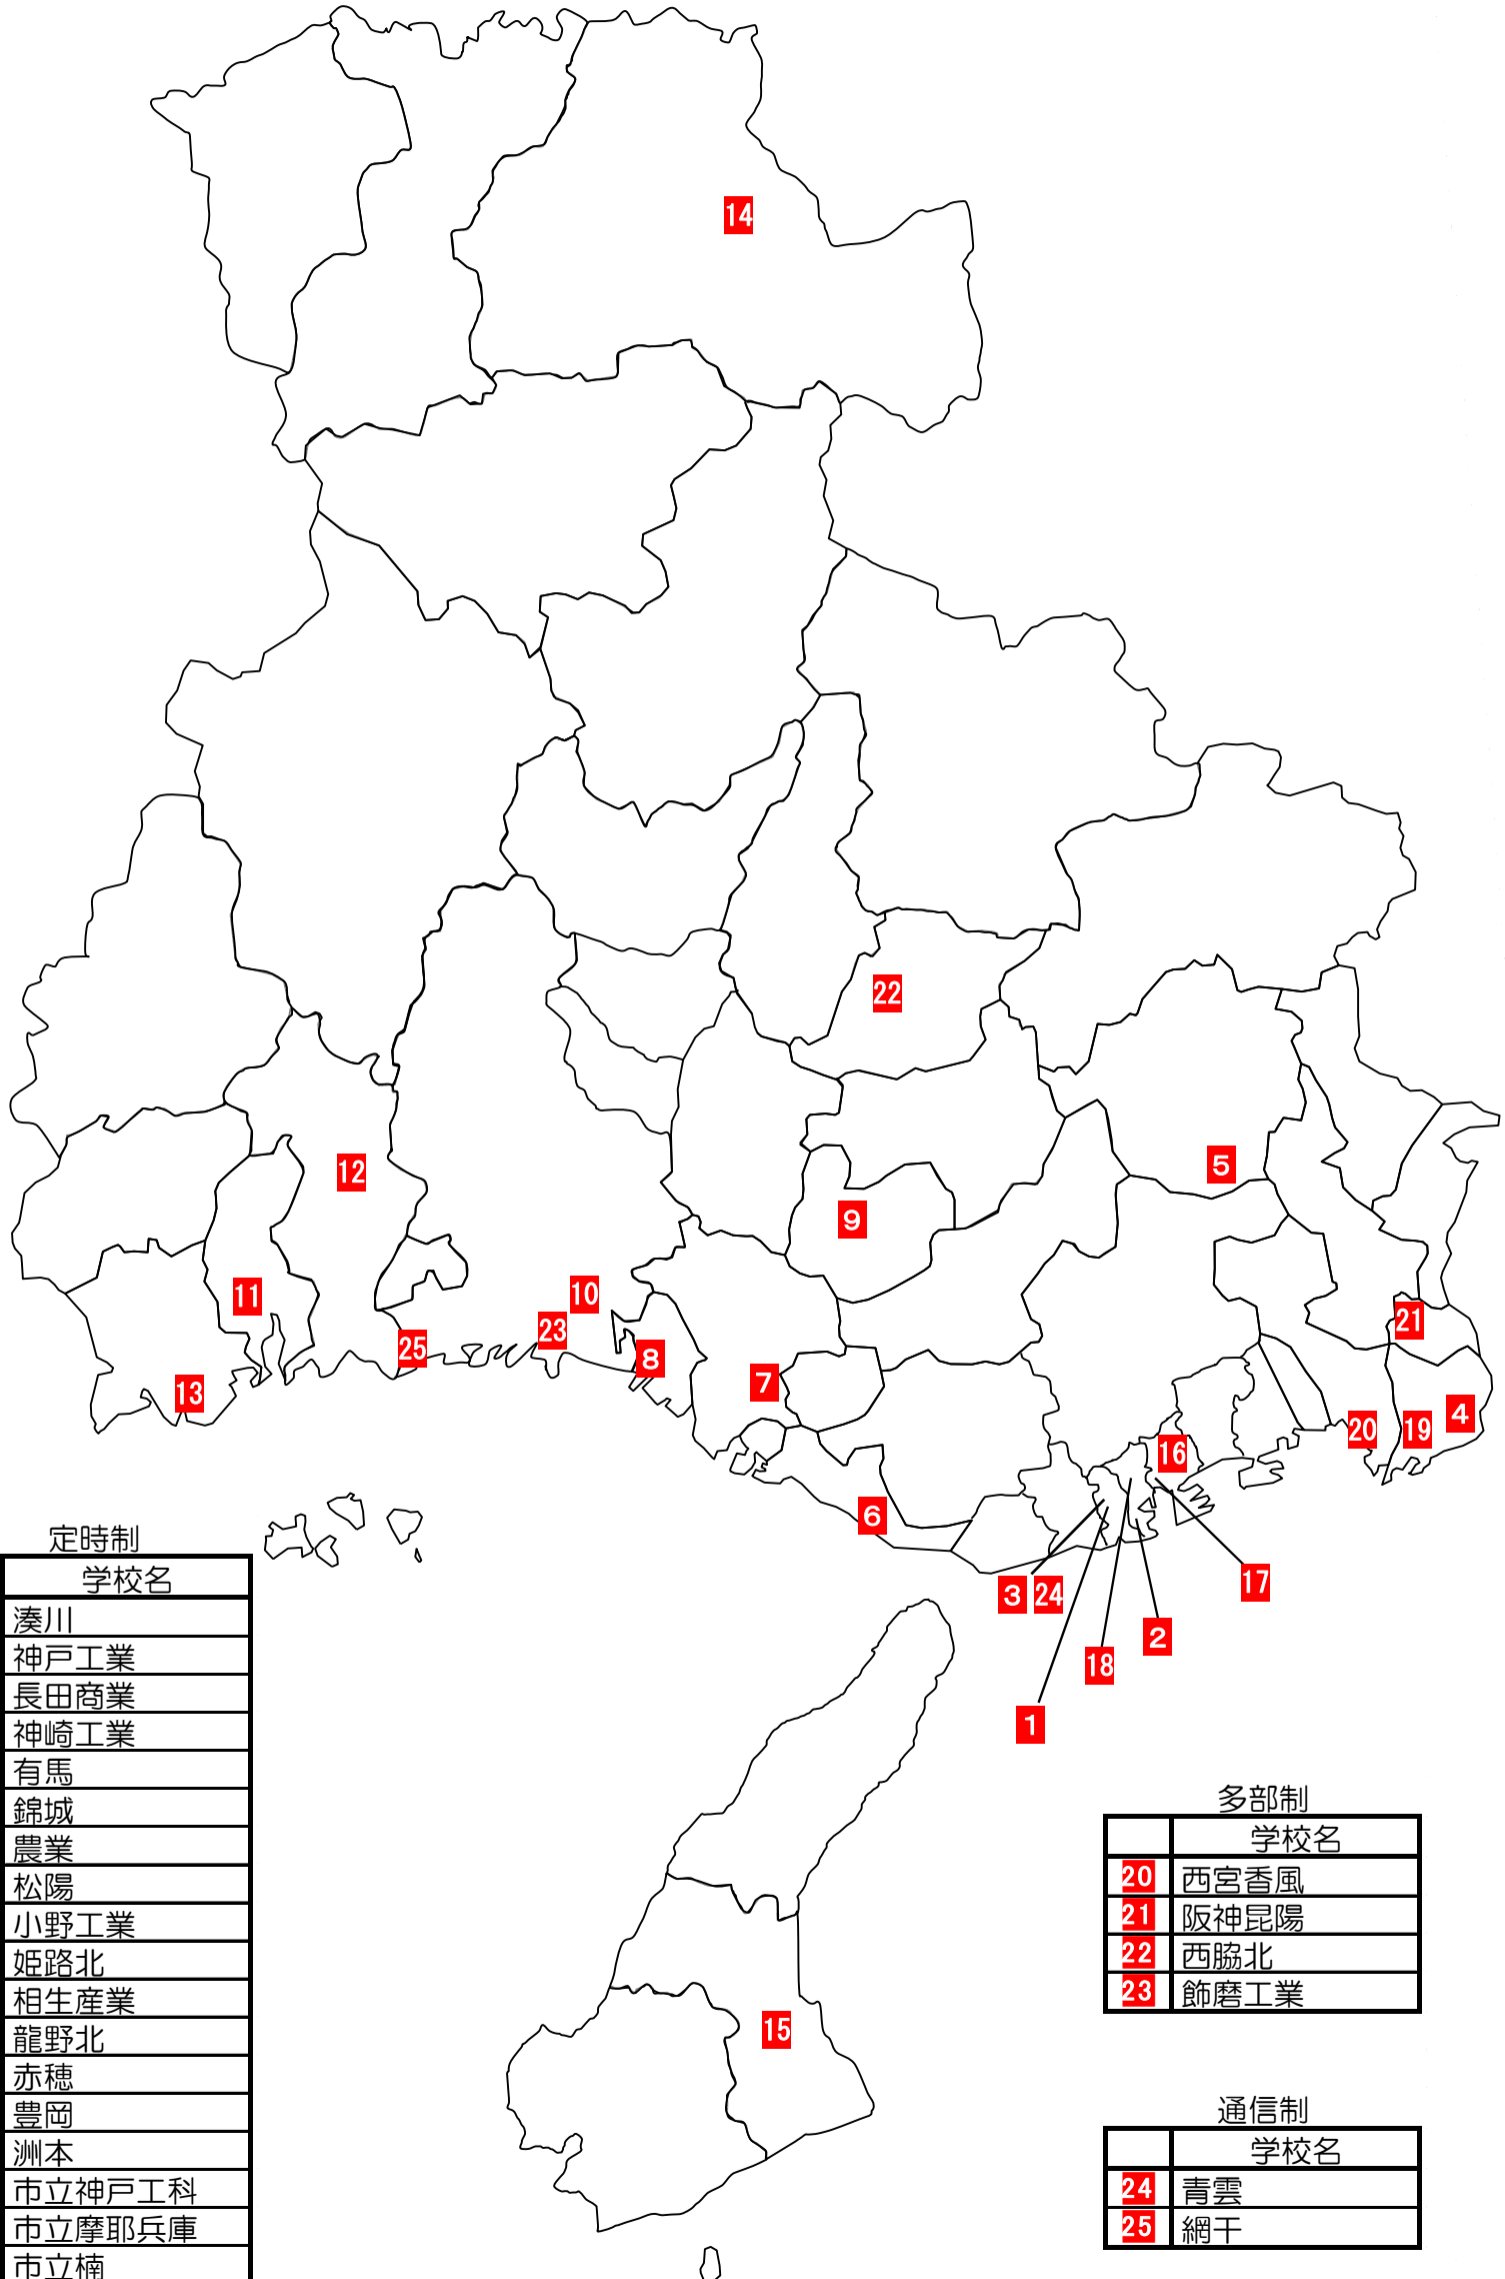 14
22
5
9
12
11
10
23
25
8
13
7
21
4
19
20
16
6
17
3
24
2
18
1
15
定時制
学校名
湊川
神戸工業
長田商業
神崎工業
有馬
錦城
農業
松陽
小野工業
姫路北
相生産業
龍野北
赤穂
豊岡
洲本
市立神戸工科
市立摩耶兵庫
市立楠
多部制
学校名
20 西宮香風
21 阪神昆陽
22 西脇北
23 飾磨工業
通信制
学校名
24 青雲
25 網干